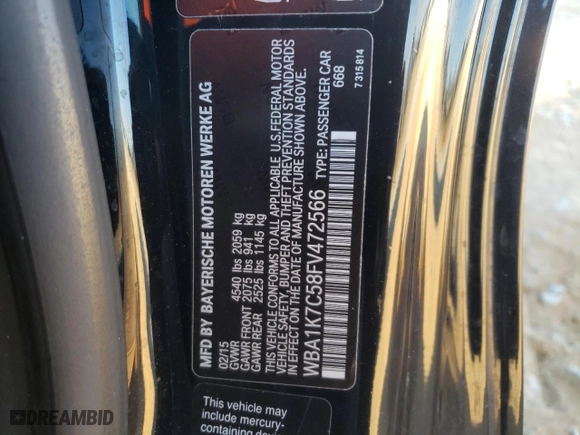 MFD BY BAYERISCHE MOTOREN WERKE AG
02/15
GVWR 4540 lbs 2059 kg
GAWR FRONT 2075 lbs 941 kg
GAWR REAR 2525 lbs 1145 kg
THIS VEHICLE CONFORMS TO ALL APPLICABLE U.S. FEDERAL MOTOR
VEHICLE SAFETY, BUMPER AND THEFT PREVENTION STANDARDS
IN EFFECT ON THE DATE OF MANUFACTURE SHOWN ABOVE.
WBA1K7C58FV472566 TYPE: PASSENGER CAR
668
7315814
This vehicle may
include mercury-
containing
DREAMBID